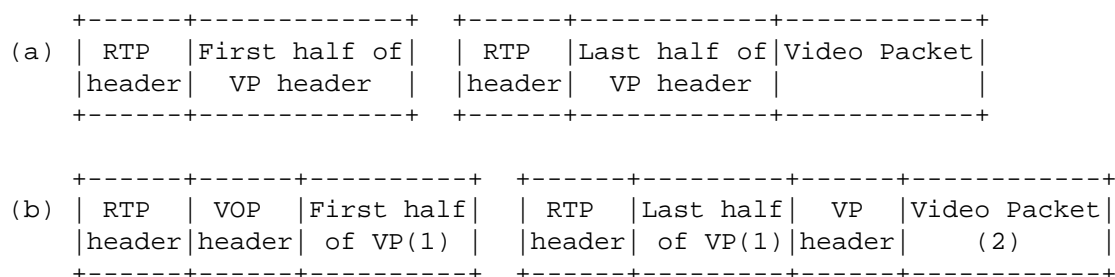 +------+-------------+  +------+------------+------------+
(a)  | RTP  |First half of|  | RTP  |Last half of|Video Packet|
     |header|  VP header  |  |header|  VP header |            |
     +------+-------------+  +------+------------+------------+

     +------+------+----------+  +------+---------+------+------------+
(b)  | RTP  | VOP  |First half|  | RTP  |Last half|  VP  |Video Packet|
     |header|header| of VP(1) |  |header| of VP(1)|header|     (2)    |
     +------+------+----------+  +------+---------+------+------------+